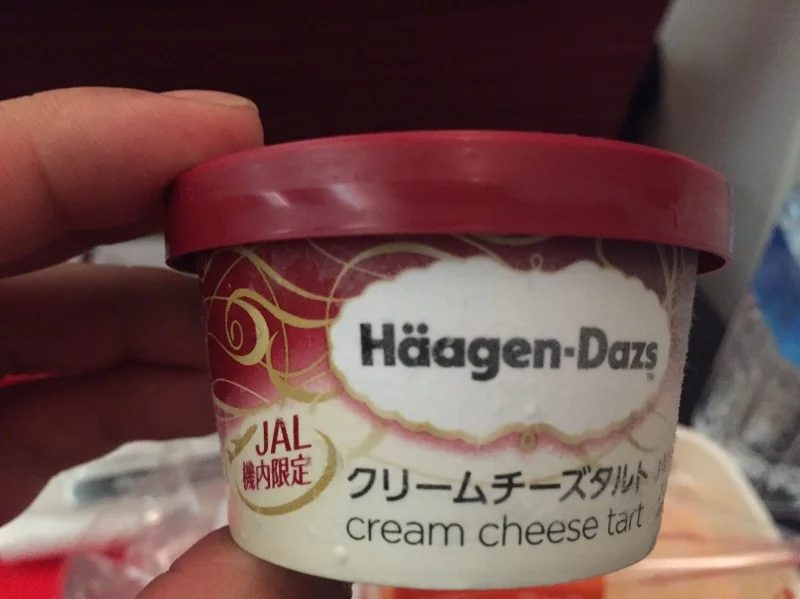 Häagen-Dazs
TM
JAL
機内限定
クリームチーズタルト
cream cheese tart